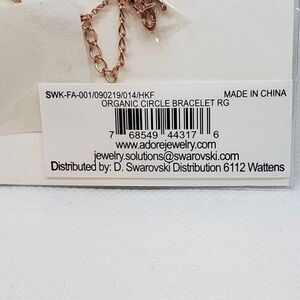 SWK-FA-001/090219/014/HKF MADE IN CHINA
ORGANIC CIRCLE BRACELET RG
7 68549 44317 6
www.adorejewelry.com
jewelry.solutions@swarovski.com
Distributed by: D. Swarovski Distribution 6112 Wattens